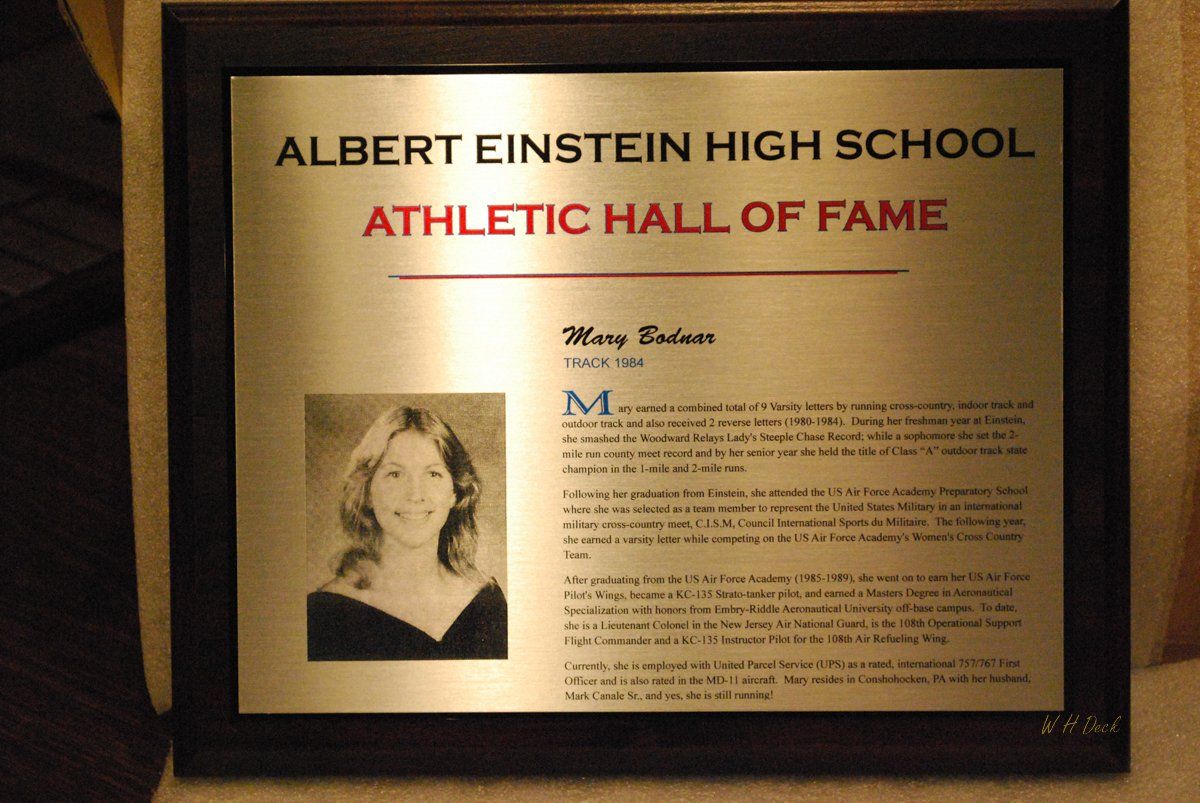 ALBERT EINSTEIN HIGH SCHOOL
ATHLETIC HALL OF FAME
Mary Bodnar
TRACK 1984
Mary earned a combined total of 9 Varsity letters by running cross-country, indoor track and
outdoor track and also received 2 reverse letters (1980-1984). During her freshman year at Einstein,
she smashed the Woodward Relays Lady's Steeple Chase Record; while a sophomore she set the 2-
mile run county meet record and by her senior year she held the title of Class “A” outdoor track state
champion in the 1-mile and 2-mile runs.
Following her graduation from Einstein, she attended the US Air Force Academy Preparatory School
where she was selected as a team member to represent the United States Military in an international
military cross-country meet, C.I.S.M, Council International Sports du Militaire. The following year,
she earned a varsity letter while competing on the US Air Force Academy's Women's Cross Country
Team.
After graduating from the US Air Force Academy (1985-1989), she went on to earn her US Air Force
Pilot's Wings, became a KC-135 Strato-tanker pilot, and earned a Masters Degree in Aeronautical
Specialization with honors from Embry-Riddle Aeronautical University off-base campus. To date,
she is a Lieutenant Colonel in the New Jersey Air National Guard, is the 108th Operational Support
Flight Commander and a KC-135 Instructor Pilot for the 108th Air Refueling Wing.
Currently, she is employed with United Parcel Service (UPS) as a rated, international 757/767 First
Officer and is also rated in the MD-11 aircraft. Mary resides in Conshohocken, PA with her husband,
Mark Canale Sr., and yes, she is still running!
W H Deck